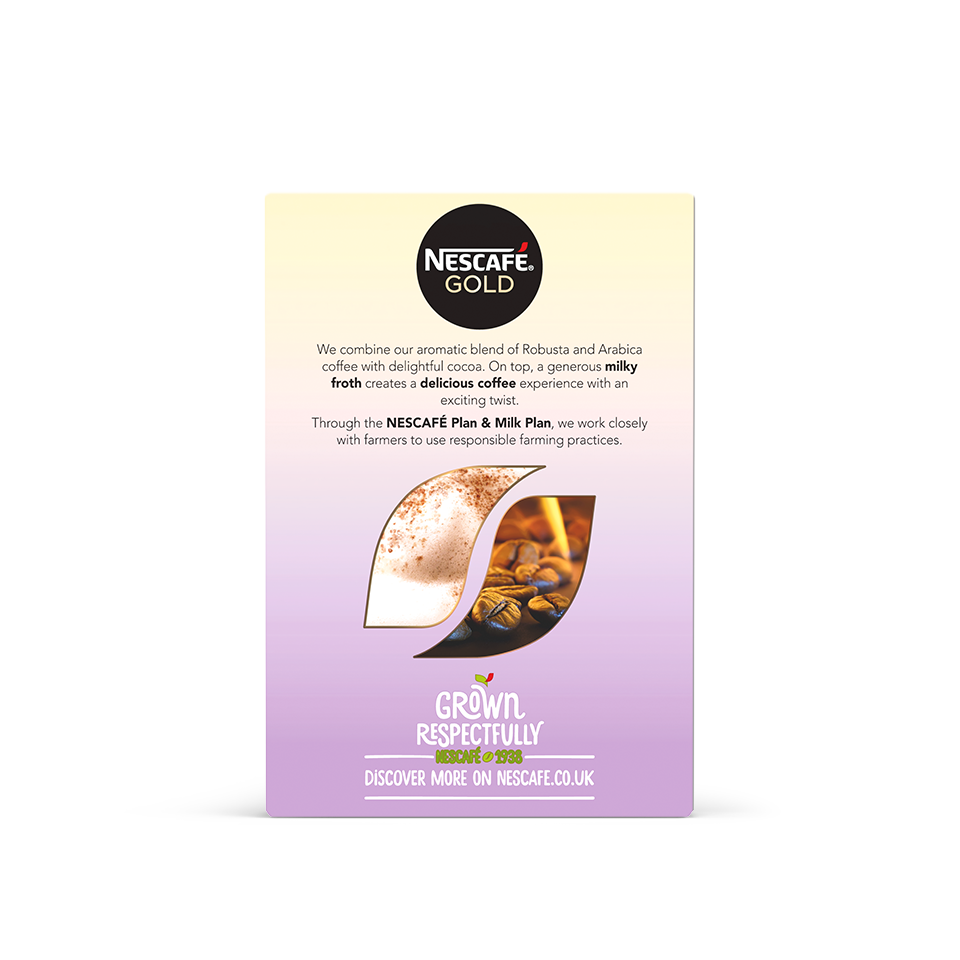 NESCAFÉ®
GOLD
We combine our aromatic blend of Robusta and Arabica
coffee with delightful cocoa. On top, a generous milky
froth creates a delicious coffee experience with an
exciting twist.
Through the NESCAFÉ Plan & Milk Plan, we work closely
with farmers to use responsible farming practices.
GROWN
RESPECTFULLY
NESCAFÉ 1938
DISCOVER MORE ON NESCAFE.CO.UK